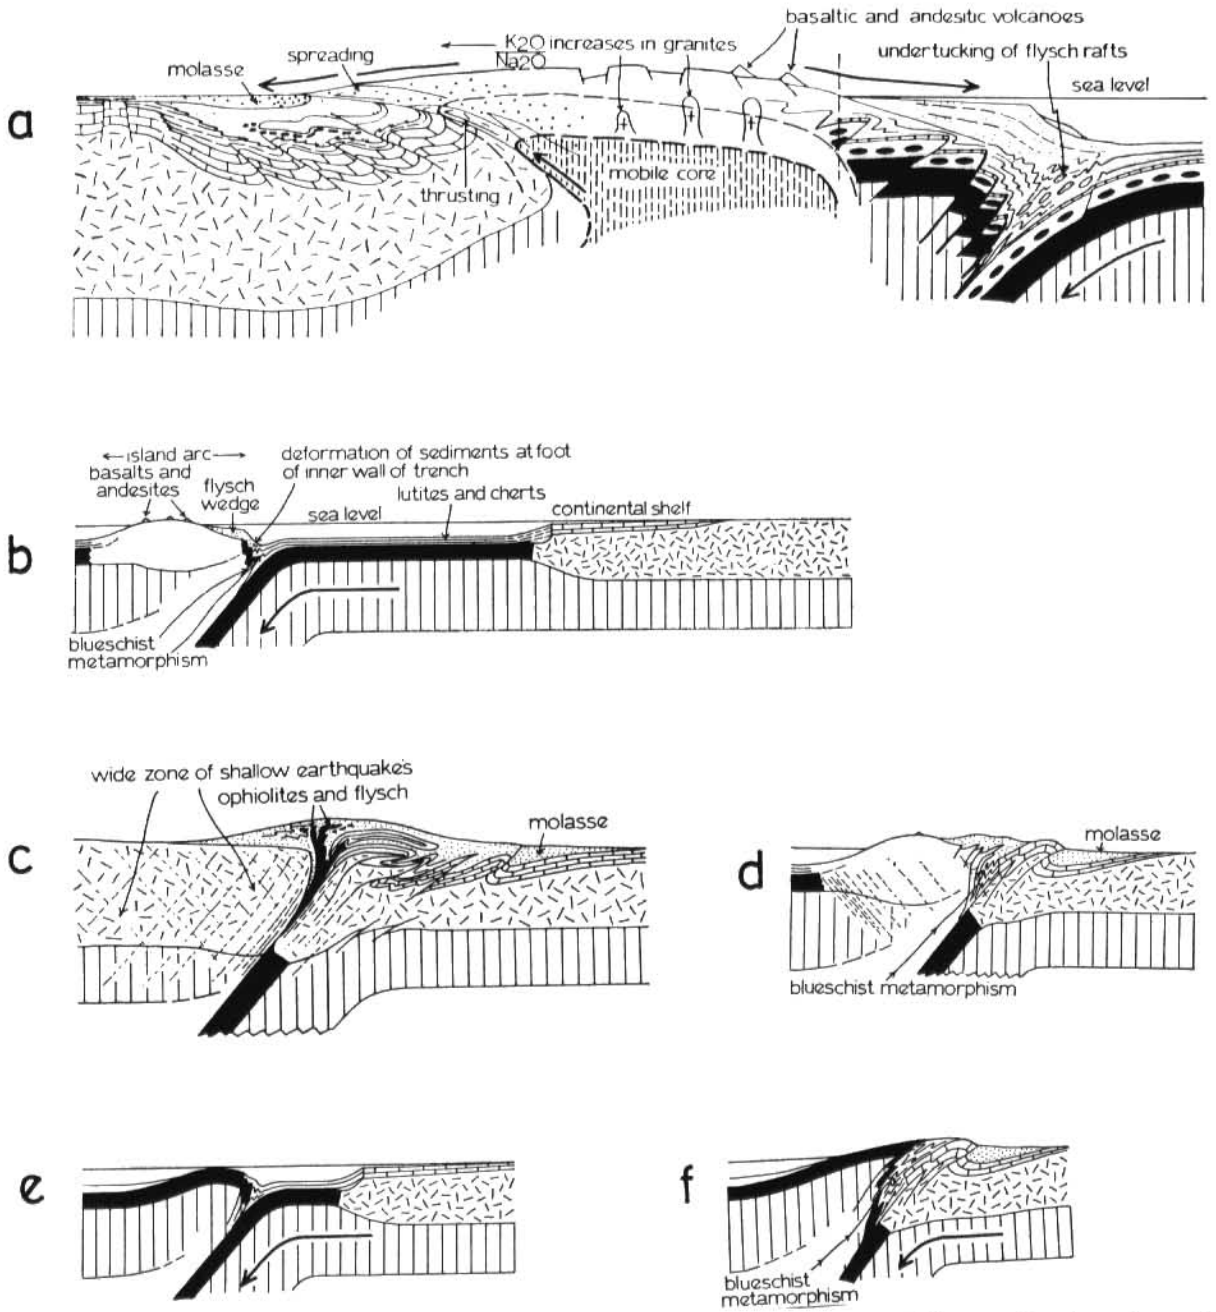 a
basaltic and andesitic volcanoes
K2O increases in granites
Na2O
undertucking of flysch rafts
spreading
molasse
sea level
mobile core
thrusting
b
island arc
basalts and
andesites
flysch
wedge
deformation of sediments at foot
of inner wall of trench
lutites and cherts
sea level
continental shelf
blueschist
metamorphism
c
wide zone of shallow earthquakes
ophiolites and flysch
molasse
d
molasse
blueschist metamorphism
e
f
blueschist
metamorphism